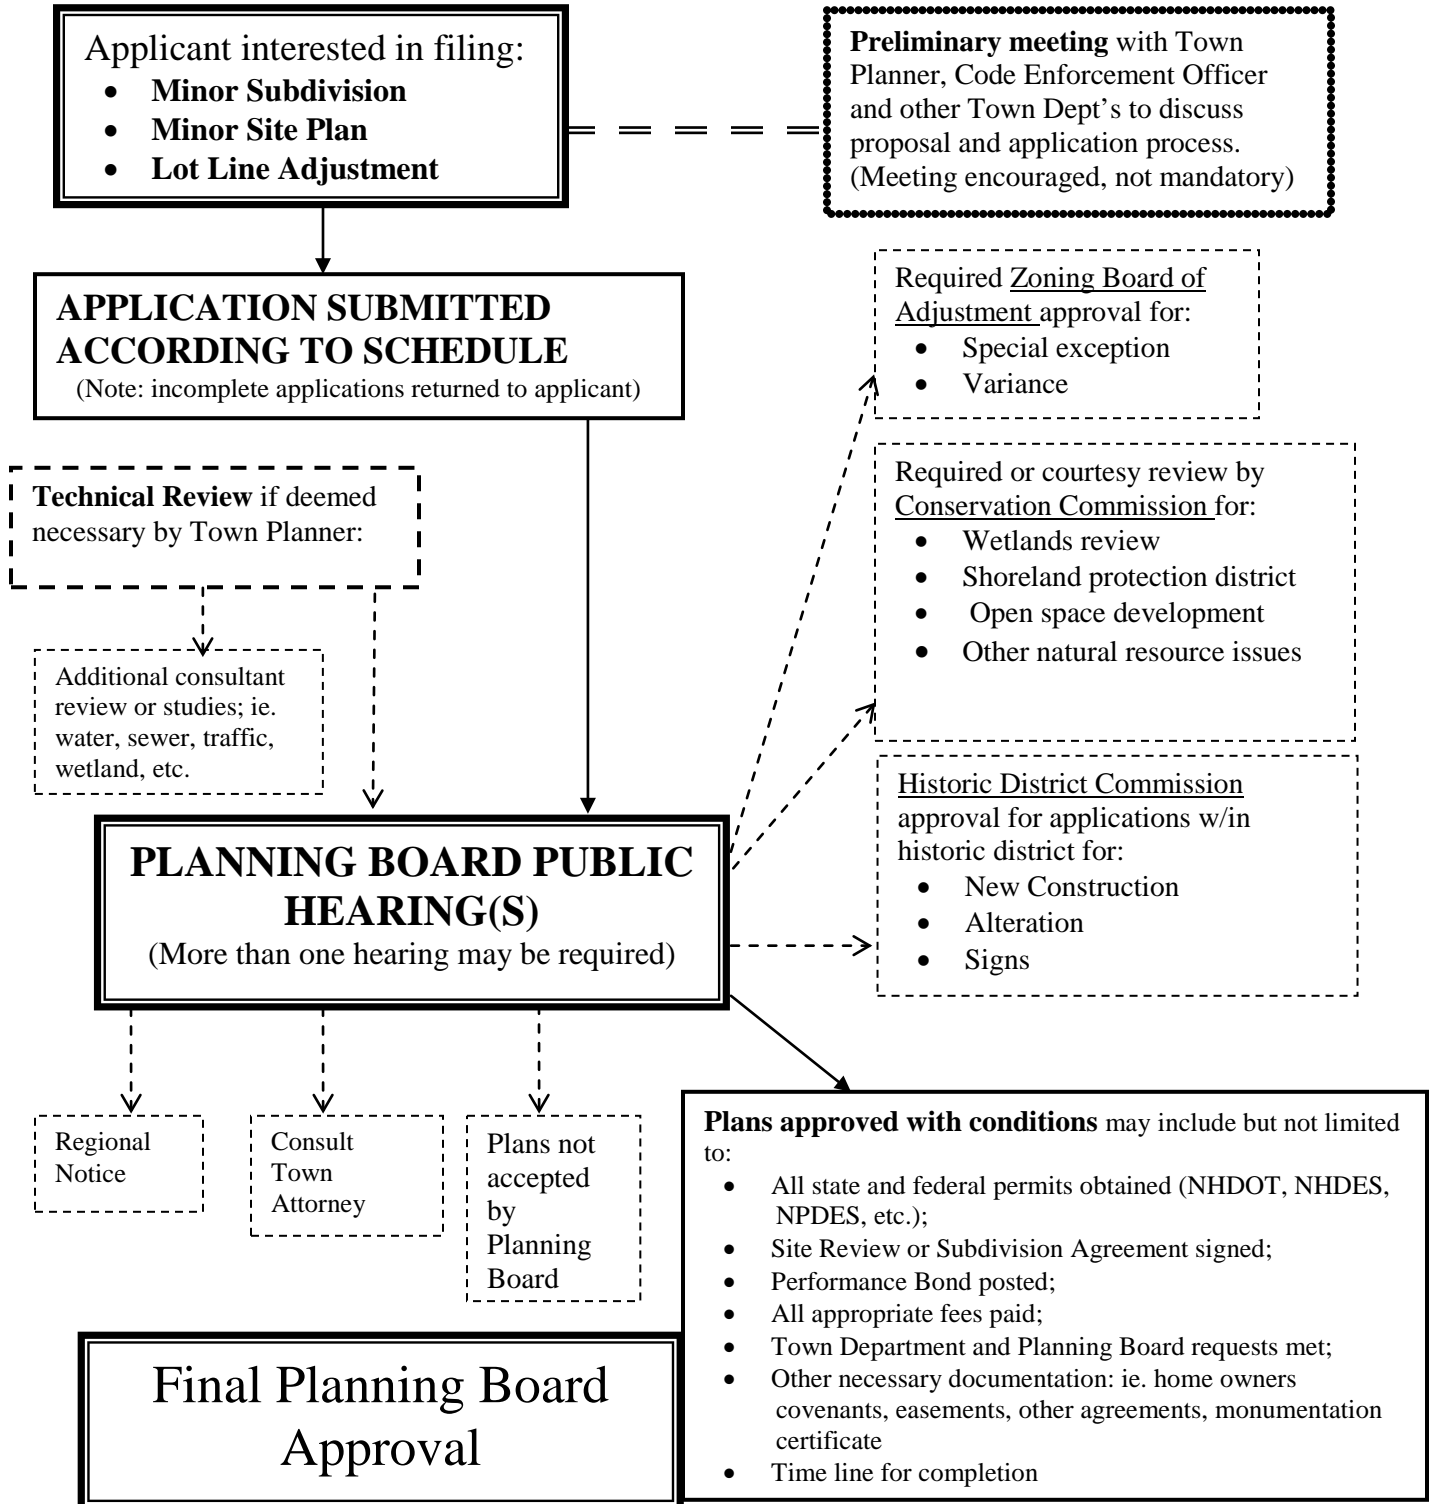 Applicant interested in filing:
• Minor Subdivision
• Minor Site Plan
• Lot Line Adjustment
Preliminary meeting with Town
Planner, Code Enforcement Officer
and other Town Dept’s to discuss
proposal and application process.
(Meeting encouraged, not mandatory)
APPLICATION SUBMITTED
ACCORDING TO SCHEDULE
(Note: incomplete applications returned to applicant)
Required Zoning Board of
Adjustment approval for:
• Special exception
• Variance
Technical Review if deemed
necessary by Town Planner:
Required or courtesy review by
Conservation Commission for:
• Wetlands review
• Shoreland protection district
• Open space development
• Other natural resource issues
Additional consultant
review or studies; ie.
water, sewer, traffic,
wetland, etc.
Historic District Commission
approval for applications w/in
historic district for:
• New Construction
• Alteration
• Signs
PLANNING BOARD PUBLIC
HEARING(S)
(More than one hearing may be required)
Regional
Notice
Consult
Town
Attorney
Plans not
accepted
by
Planning
Board
Plans approved with conditions may include but not limited
to:
• All state and federal permits obtained (NHDOT, NHDES,
NPDES, etc.);
• Site Review or Subdivision Agreement signed;
• Performance Bond posted;
• All appropriate fees paid;
• Town Department and Planning Board requests met;
• Other necessary documentation: ie. home owners
covenants, easements, other agreements, monumentation
certificate
• Time line for completion
Final Planning Board
Approval